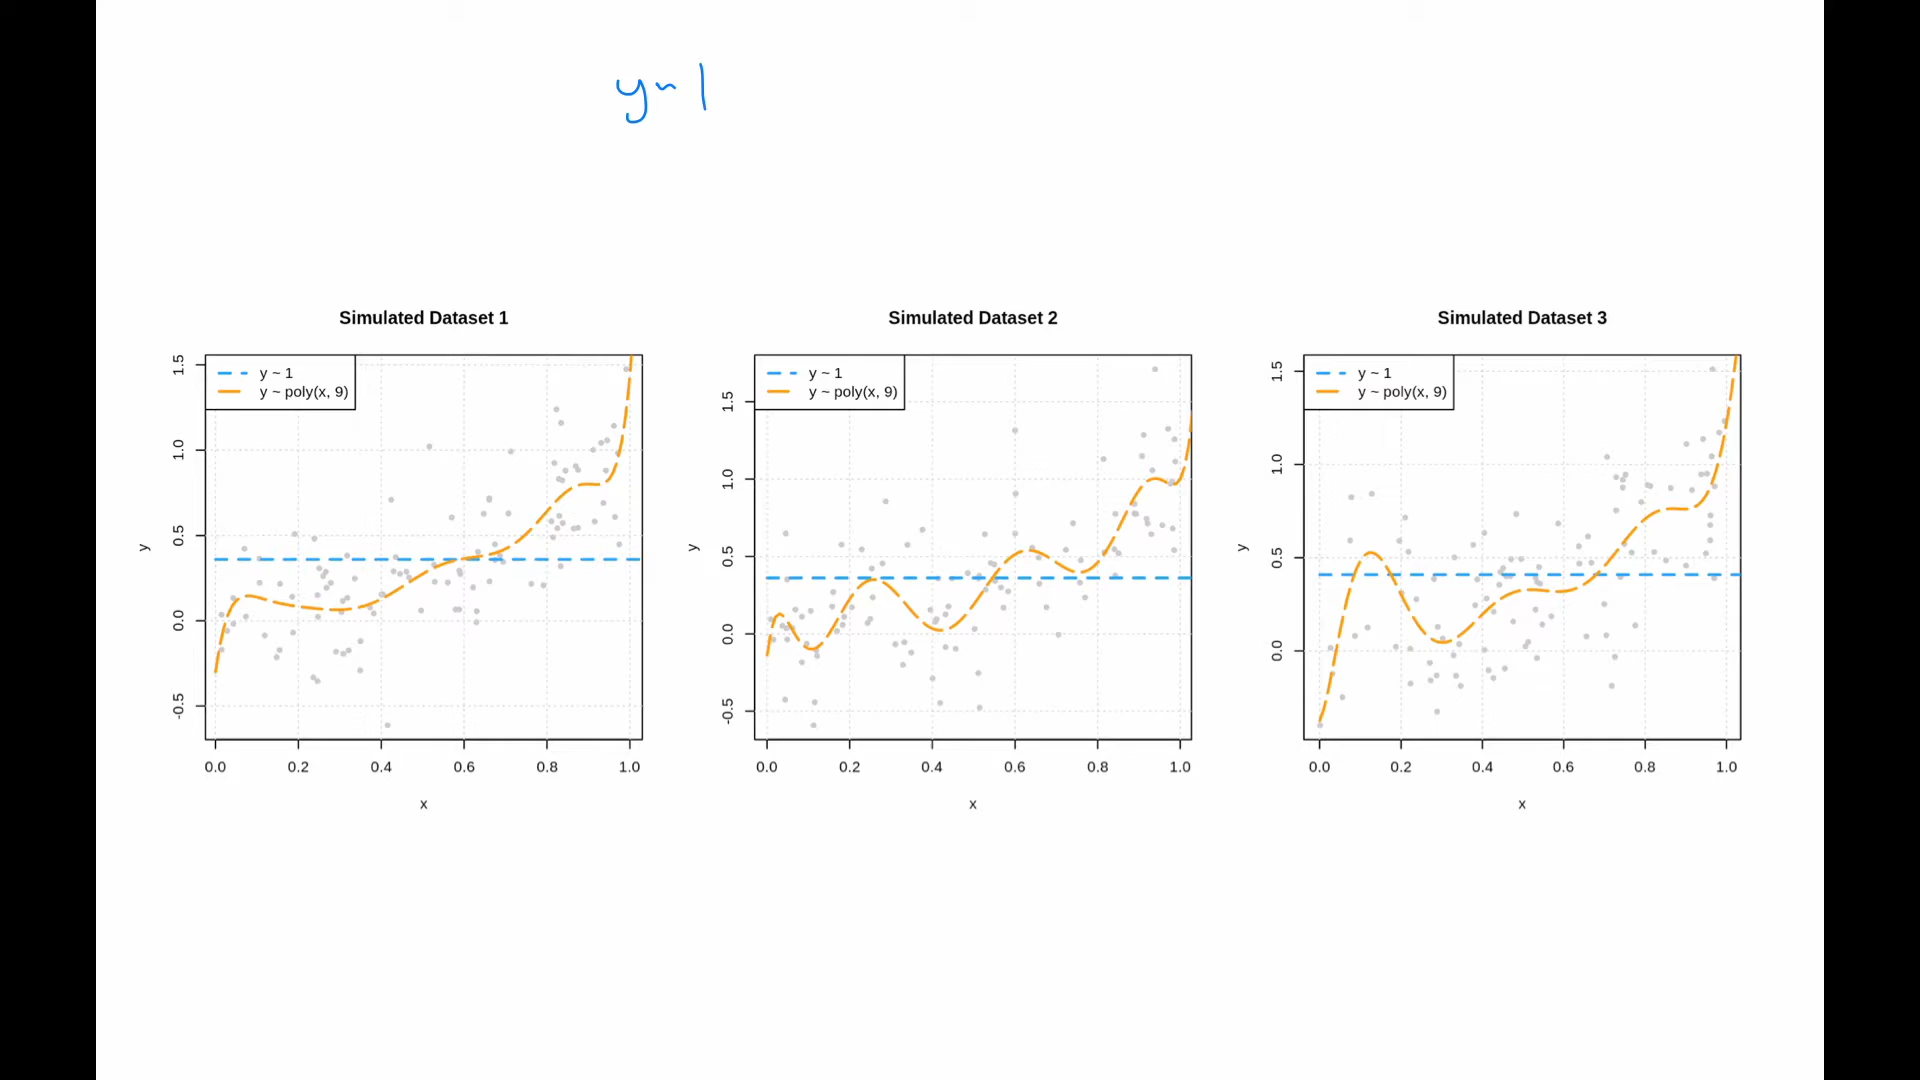 y~1
Simulated Dataset 1
y ~ 1
y ~ poly(x, 9)
1.5
1.0
0.5
0.0
-0.5
y
0.0 0.2 0.4 0.6 0.8 1.0
x
Simulated Dataset 2
y ~ 1
y ~ poly(x, 9)
1.5
1.0
0.5
0.0
-0.5
y
0.0 0.2 0.4 0.6 0.8 1.0
x
Simulated Dataset 3
y ~ 1
y ~ poly(x, 9)
1.5
1.0
0.5
0.0
y
0.0 0.2 0.4 0.6 0.8 1.0
x